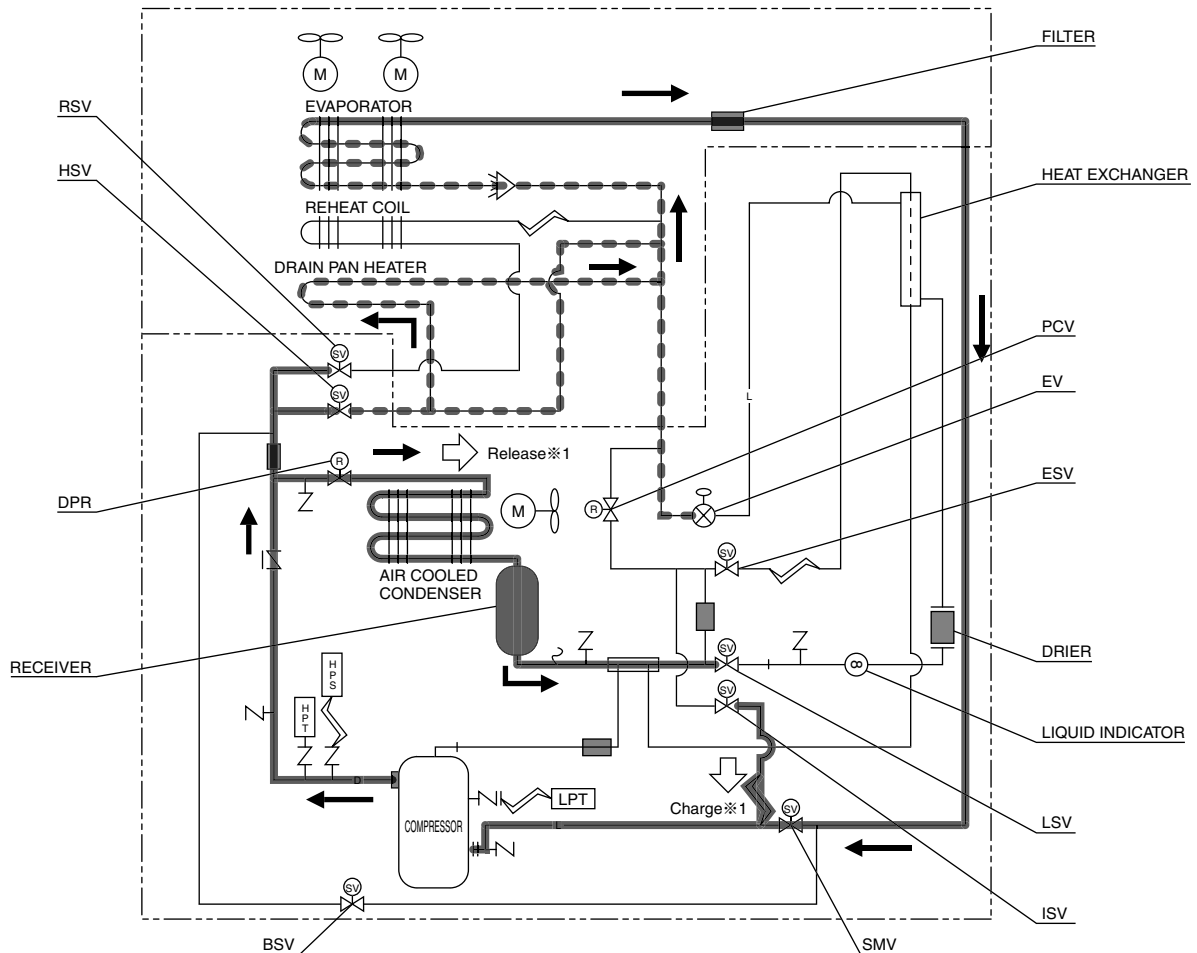 FILTER
M
M
EVAPORATOR
RSV
HSV
HEAT EXCHANGER
REHEAT COIL
DRAIN PAN HEATER
PCV
SV
EV
L
SV
Release※1
R
ESV
DPR
R
M
SV
AIR COOLED
CONDENSER
RECEIVER
SV
DRIER
HPS
HPT
SV
LIQUID INDICATOR
D
LPT
Charge※1
SV
COMPRESSOR
L
LSV
SV
ISV
BSV
SMV